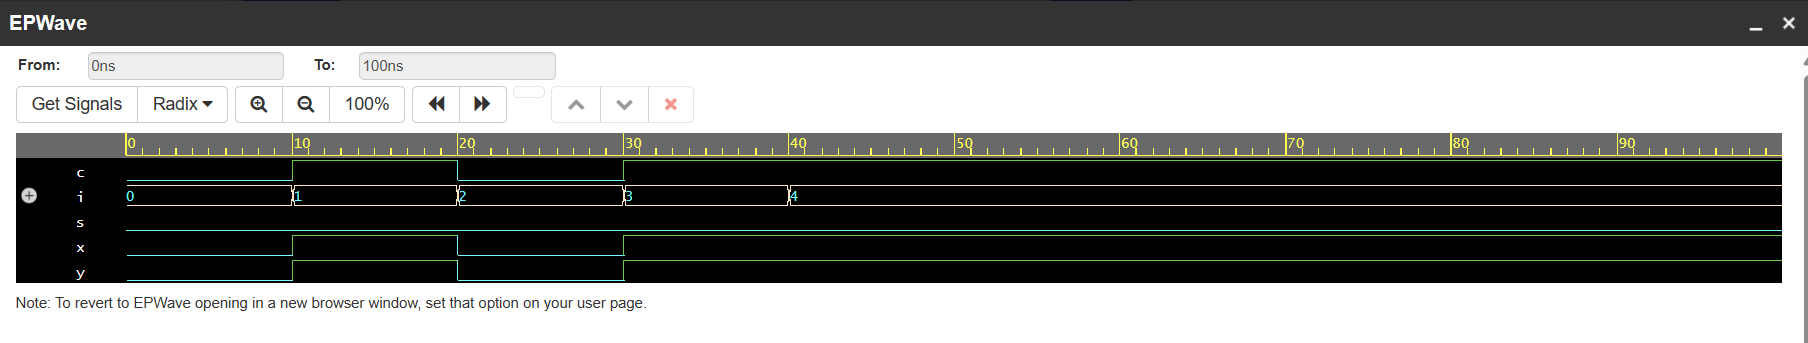 EPWave
From: 0ns To: 100ns
Get Signals Radix 100%
0 10 20 30 40 50 60 70 80 90
c
i 0 1 2 3 4
s
x
y
Note: To revert to EPWave opening in a new browser window, set that option on your user page.